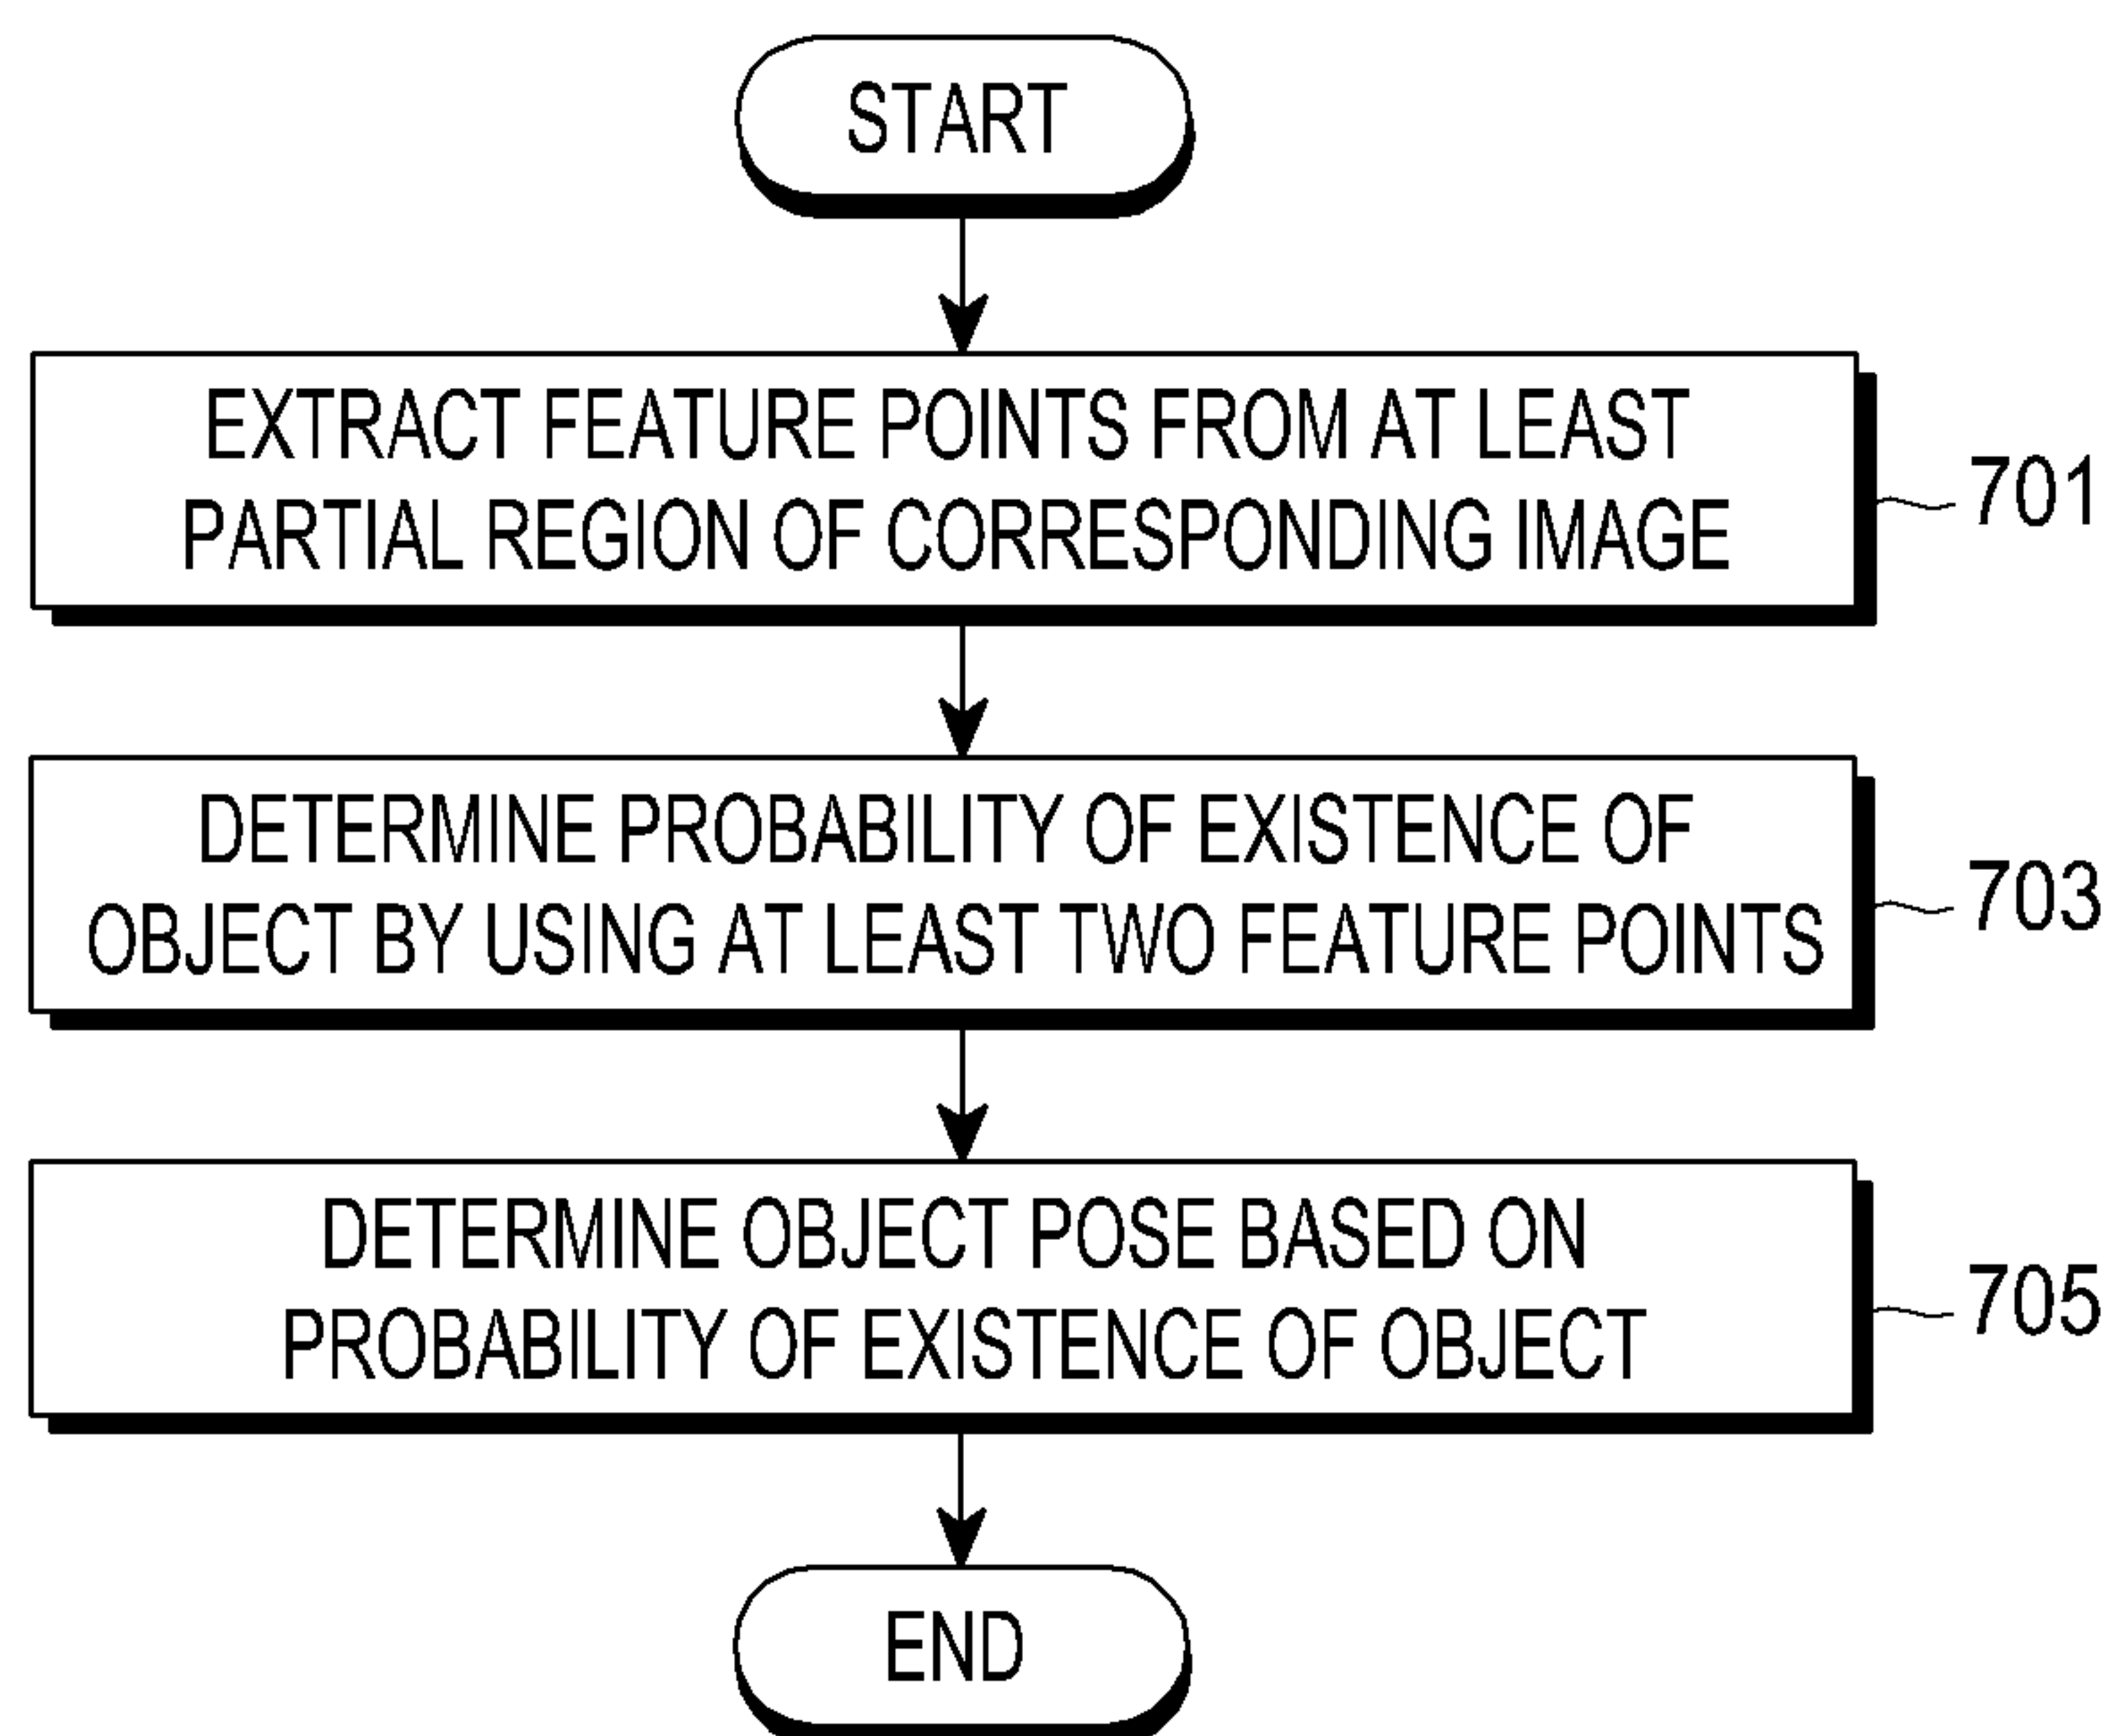 START
EXTRACT FEATURE POINTS FROM AT LEAST
PARTIAL REGION OF CORRESPONDING IMAGE
701
DETERMINE PROBABILITY OF EXISTENCE OF
OBJECT BY USING AT LEAST TWO FEATURE POINTS
703
DETERMINE OBJECT POSE BASED ON
PROBABILITY OF EXISTENCE OF OBJECT
705
END